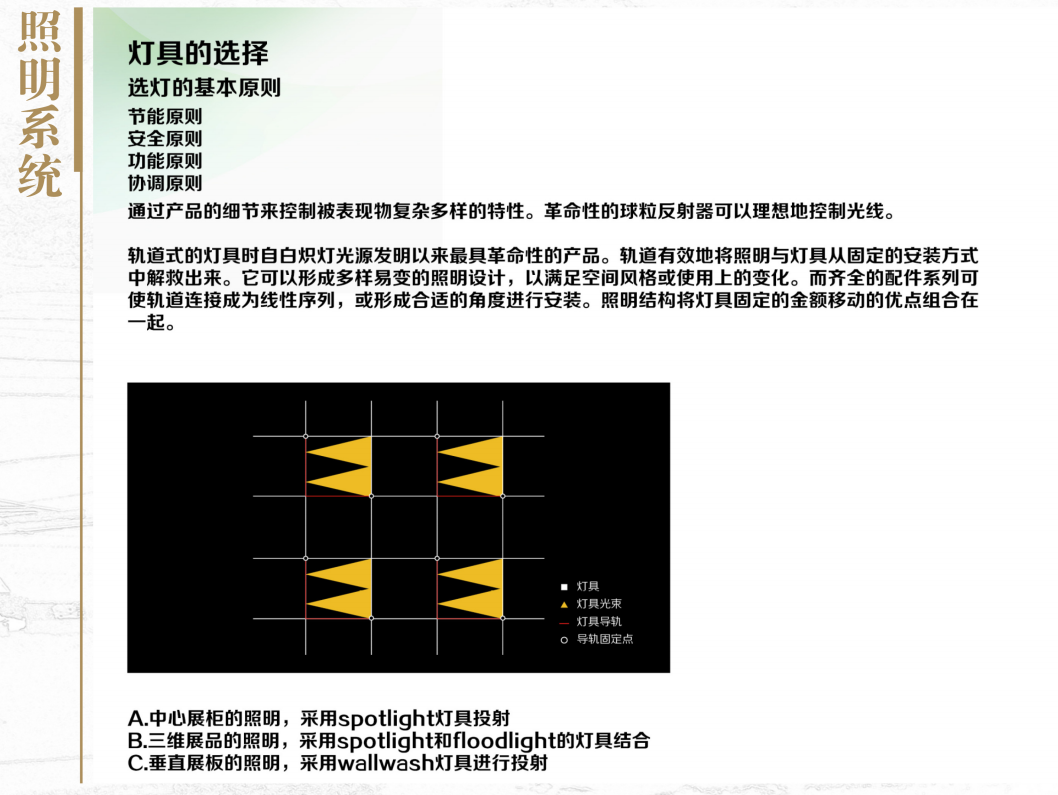 照明系统
灯具的选择
选灯的基本原则
节能原则
安全原则
功能原则
协调原则
通过产品的细节来控制被表现物复杂多样的特性。革命性的球粒反射器可以理想地控制光线。
轨道式的灯具时自白炽灯光源发明以来最具革命性的产品。轨道有效地将照明与灯具从固定的安装方式
中解救出来。它可以形成多样易变的照明设计，以满足空间风格或使用上的变化。而齐全的配件系列可
使轨道连接成为线性序列，或形成合适的角度进行安装。照明结构将灯具固定的金额移动的优点组合在
一起。
灯具
灯具光束
灯具导轨
导轨固定点
A.中心展柜的照明，采用spotlight灯具投射
B.三维展品的照明，采用spotlight和floodlight的灯具结合
C.垂直展板的照明，采用wallwash灯具进行投射